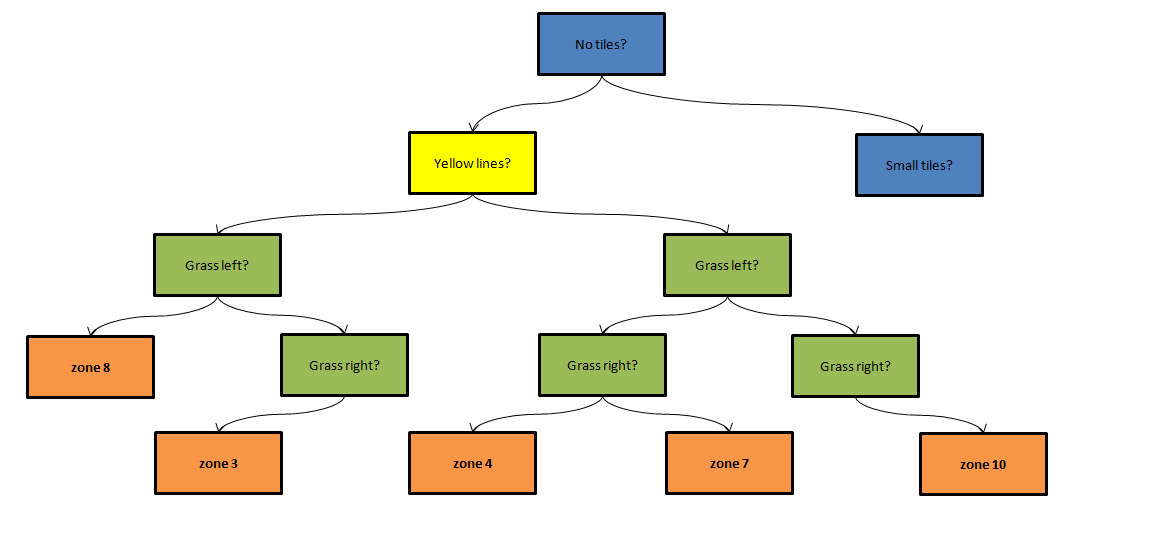 No tiles?
Yellow lines?
Small tiles?
Grass left?
Grass left?
zone 8
Grass right?
Grass right?
Grass right?
zone 3
zone 4
zone 7
zone 10